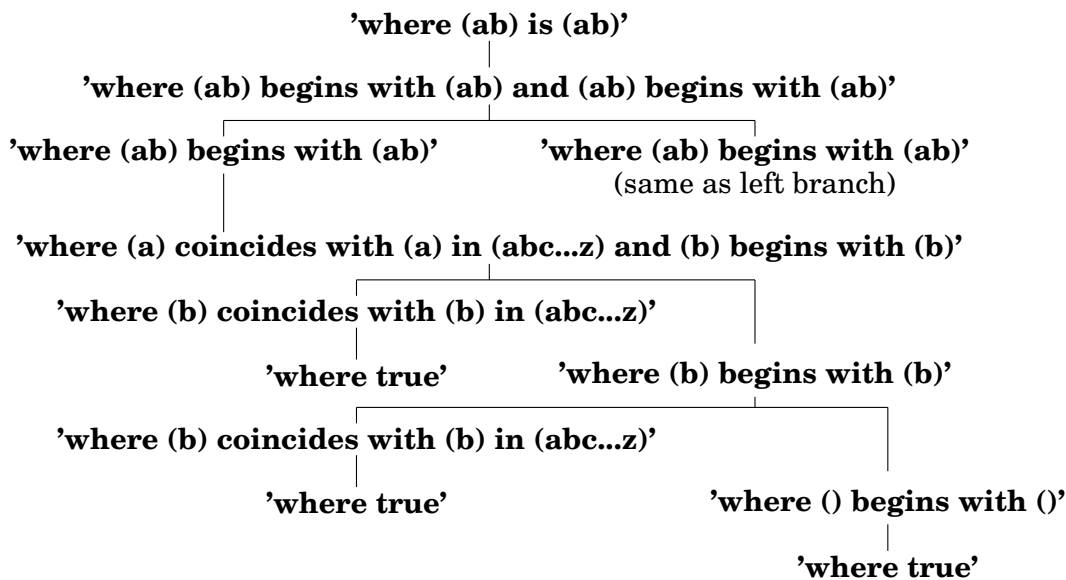 ’where (ab) is (ab)’
’where (ab) begins with (ab) and (ab) begins with (ab)’
’where (ab) begins with (ab)’ ’where (ab) begins with (ab)’
(same as left branch)
’where (a) coincides with (a) in (abc...z) and (b) begins with (b)’
’where (b) coincides with (b) in (abc...z)’
’where true’ ’where (b) begins with (b)’
’where (b) coincides with (b) in (abc...z)’
’where true’ ’where () begins with ()’
’where true’